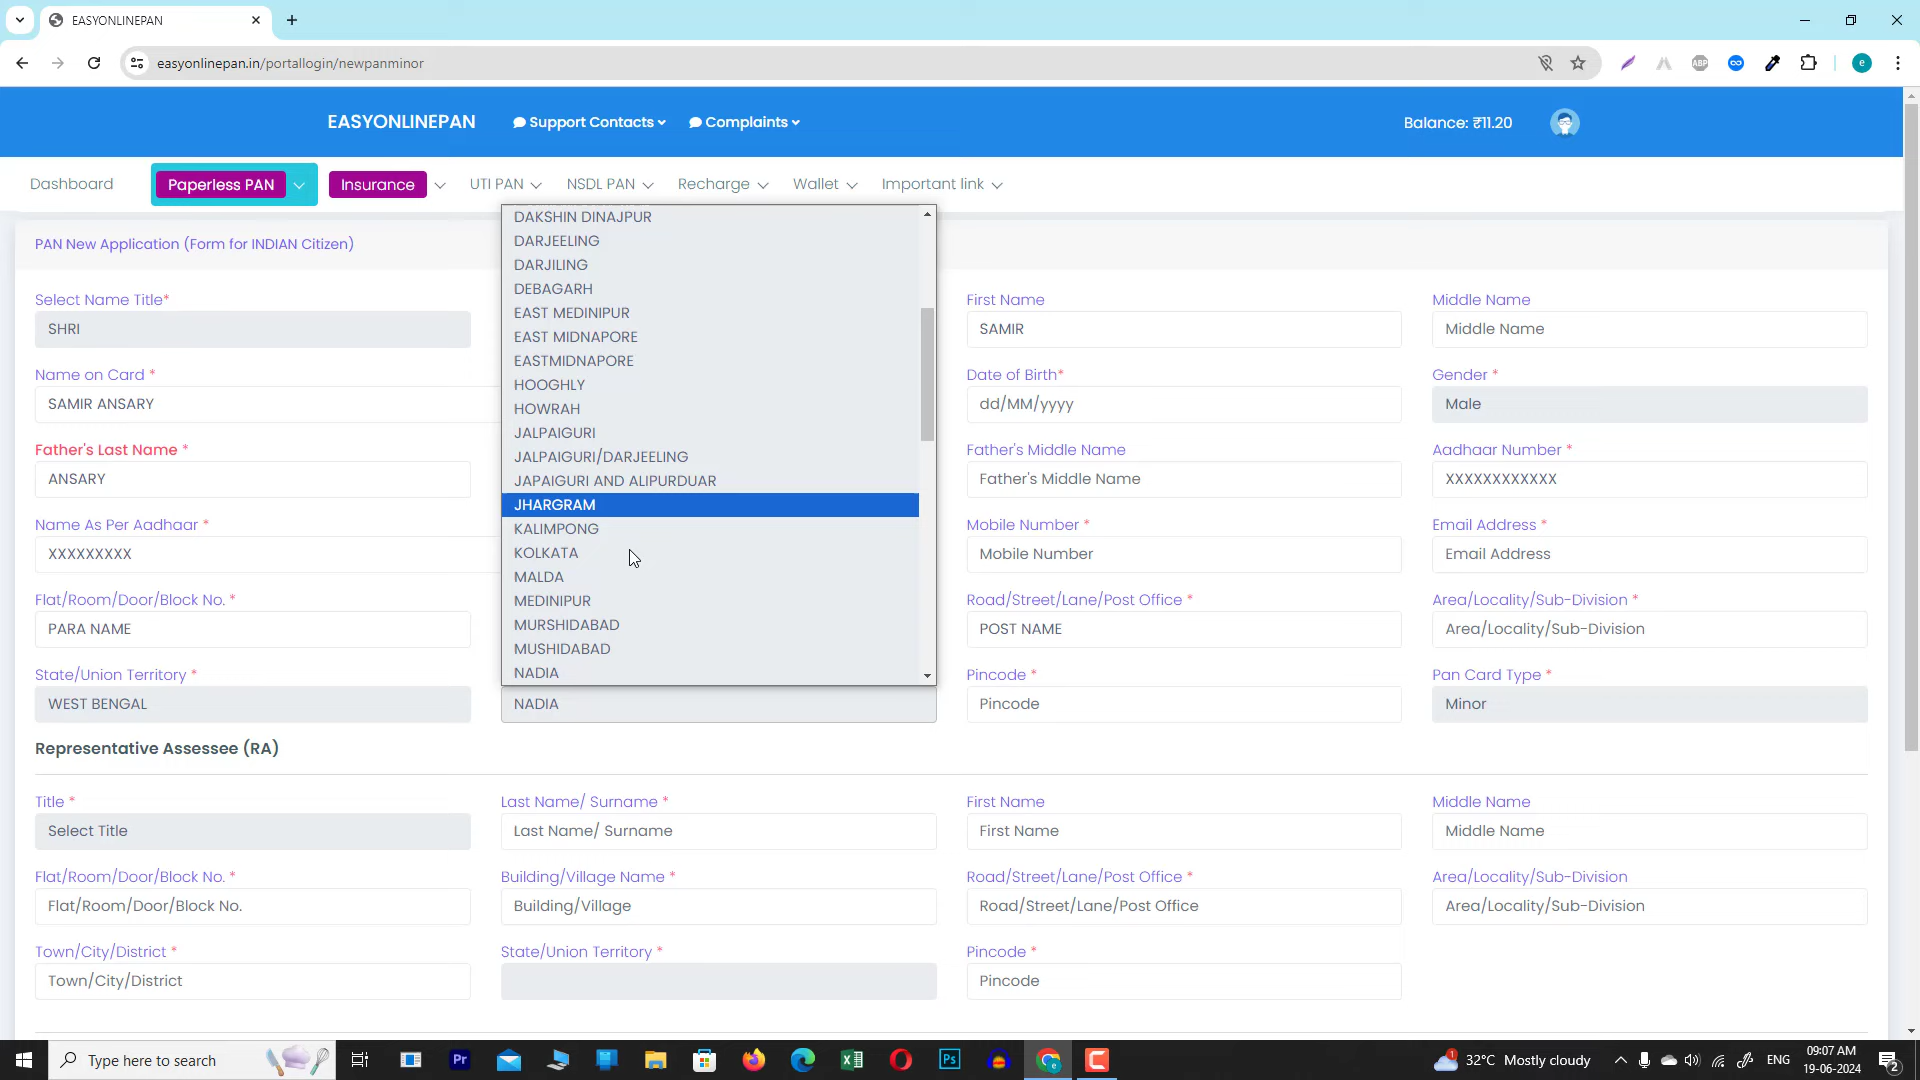 EASYONLINEPAN
easyonlinepan.in/portallogin/newpanminor
ABP
e
EASYONLINEPAN
Support Contacts
Complaints
Balance: ₹11.20
Dashboard
Paperless PAN
Insurance
UTI PAN
NSDL PAN
Recharge
Wallet
Important link
PAN New Application (Form for INDIAN Citizen)
DAKSHIN DINAJPUR
DARJEELING
DARJILING
DEBAGARH
EAST MEDINIPUR
EAST MIDNAPORE
EASTMIDNAPORE
HOOGHLY
HOWRAH
JALPAIGURI
JALPAIGURI/DARJEELING
JAPAIGURI AND ALIPURDUAR
JHARGRAM
KALIMPONG
KOLKATA
MALDA
MEDINIPUR
MURSHIDABAD
MUSHIDABAD
NADIA
Select Name Title*
SHRI
First Name
SAMIR
Middle Name
Middle Name
Name on Card *
SAMIR ANSARY
Date of Birth*
dd/MM/yyyy
Gender *
Male
Father's Last Name *
ANSARY
Father's Middle Name
Father's Middle Name
Aadhaar Number *
XXXXXXXXXXXX
Name As Per Aadhaar *
XXXXXXXXX
Mobile Number *
Mobile Number
Email Address *
Email Address
Flat/Room/Door/Block No. *
PARA NAME
Road/Street/Lane/Post Office *
POST NAME
Area/Locality/Sub-Division *
Area/Locality/Sub-Division
State/Union Territory *
WEST BENGAL
NADIA
Pincode *
Pincode
Pan Card Type *
Minor
Representative Assessee (RA)
Title *
Select Title
Last Name/ Surname *
Last Name/ Surname
First Name
First Name
Middle Name
Middle Name
Flat/Room/Door/Block No. *
Flat/Room/Door/Block No.
Building/Village Name *
Building/Village
Road/Street/Lane/Post Office *
Road/Street/Lane/Post Office
Area/Locality/Sub-Division
Area/Locality/Sub-Division
Town/City/District *
Town/City/District
State/Union Territory *
Pincode *
Pincode
Type here to search
Pr
Ps
1
32°C Mostly cloudy
ENG
09:07 AM
19-06-2024
2